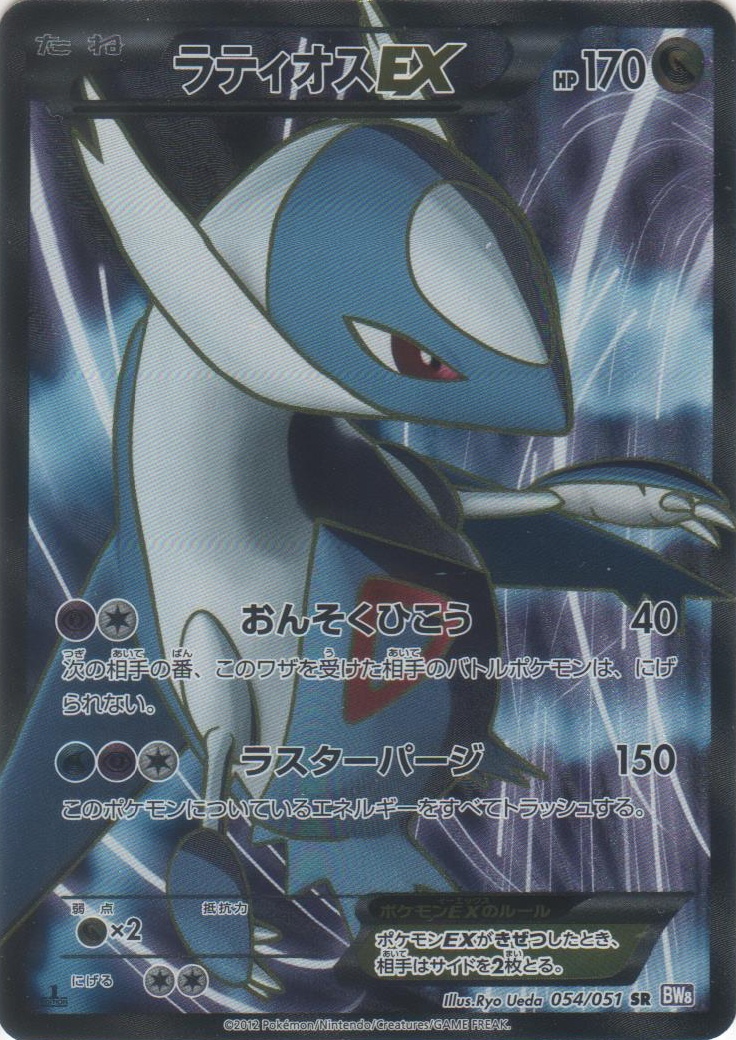 たね
ラティオスEX
HP170
おんそくひこう 40
次の相手の番、このワザを受けた相手のバトルポケモンは、にげ
られない。
ラスターパージ 150
このポケモンについているエネルギーをすべてトラッシュする。
弱点 抵抗力
×2
にげる
ポケモンEXのルール
ポケモンEXがきぜつしたとき、
相手はサイドを2枚とる。
1 EDITION
Illus.Ryo Ueda 054/051 SR BW8
©2012 Pokémon/Nintendo/Creatures/GAME FREAK.